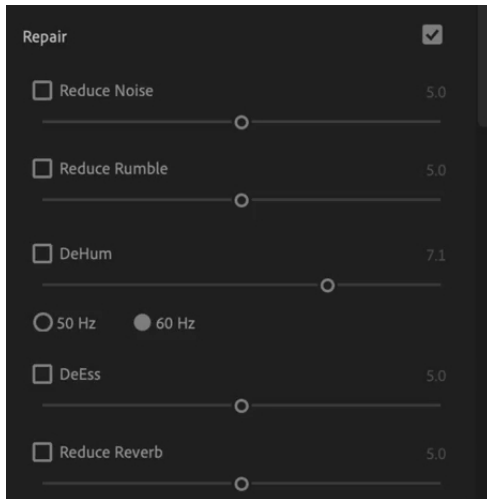 Repair
Reduce Noise 5.0
Reduce Rumble 5.0
DeHum 7.1
50 Hz 60 Hz
DeEss 5.0
Reduce Reverb 5.0